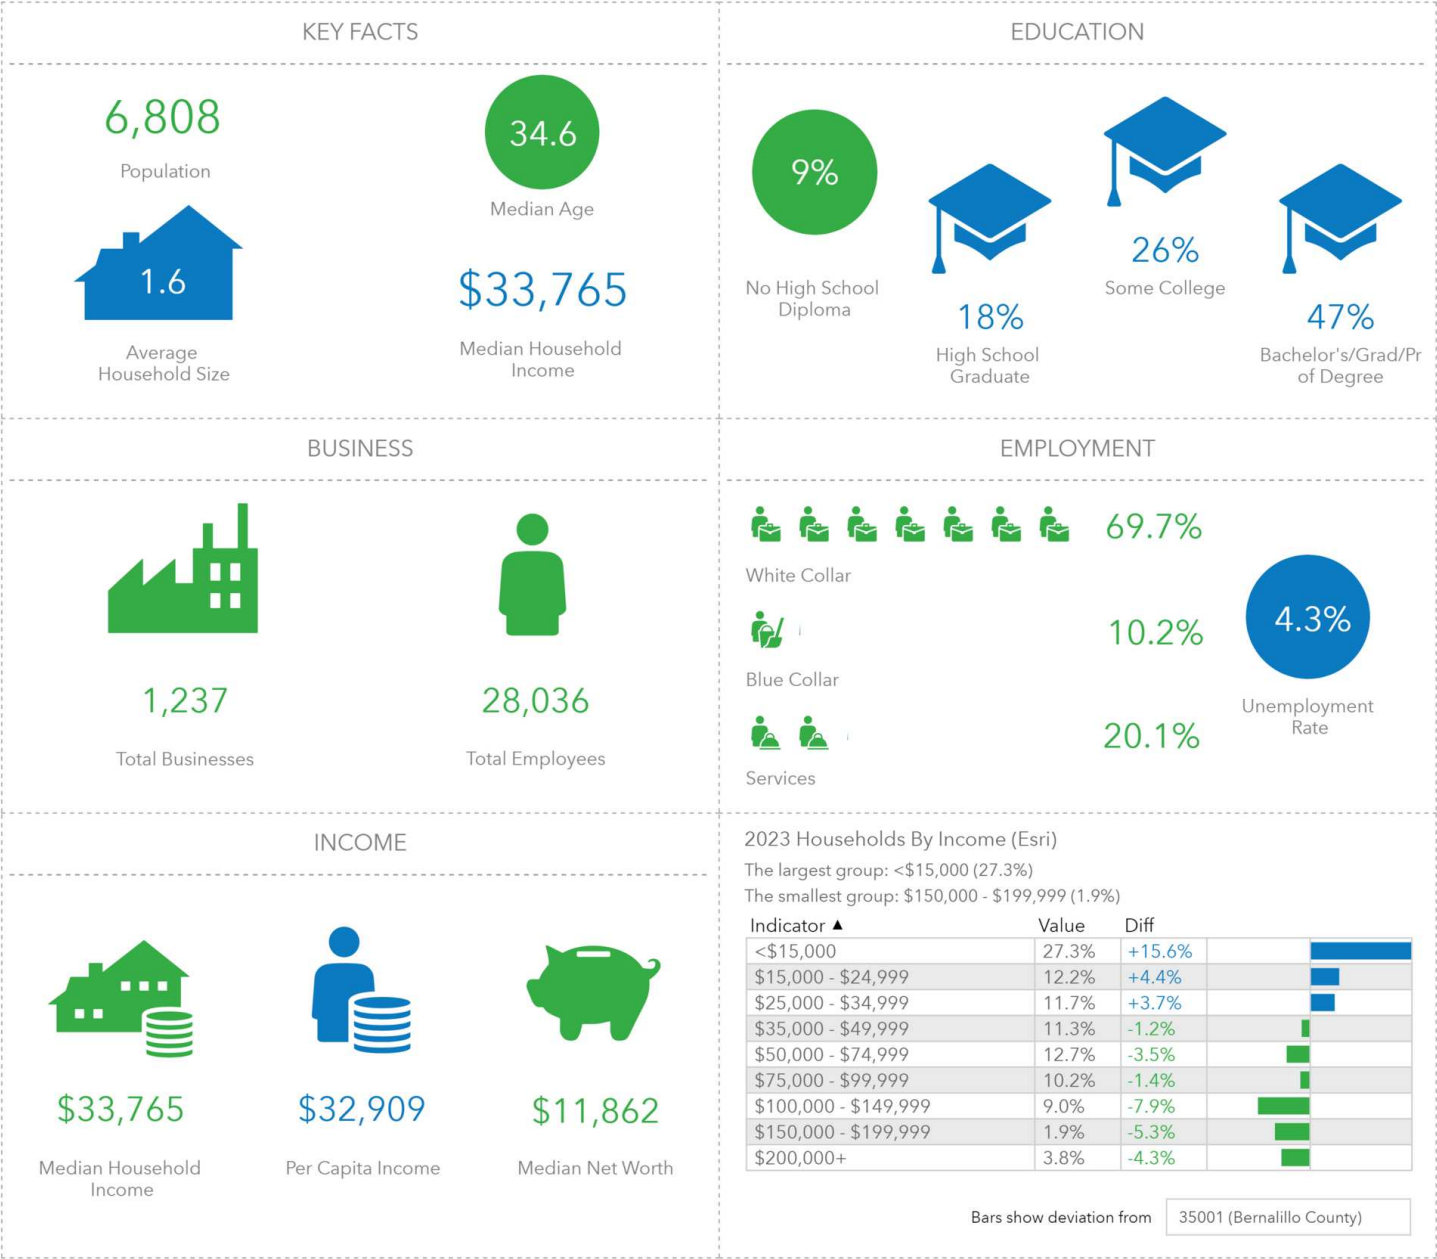 KEY FACTS
6,808
Population
34.6
Median Age
1.6
Average
Household Size
$33,765
Median Household
Income
EDUCATION
9%
No High School
Diploma
18%
High School
Graduate
26%
Some College
47%
Bachelor's/Grad/Pr
of Degree
BUSINESS
1,237
Total Businesses
28,036
Total Employees
EMPLOYMENT
69.7%
White Collar
10.2%
Blue Collar
20.1%
Services
4.3%
Unemployment
Rate
INCOME
$33,765
Median Household
Income
$32,909
Per Capita Income
$11,862
Median Net Worth
2023 Households By Income (Esri)
The largest group: <$15,000 (27.3%)
The smallest group: $150,000 - $199,999 (1.9%)
Indicator ▲ Value Diff
<$15,000 27.3% +15.6%
$15,000 - $24,999 12.2% +4.4%
$25,000 - $34,999 11.7% +3.7%
$35,000 - $49,999 11.3% -1.2%
$50,000 - $74,999 12.7% -3.5%
$75,000 - $99,999 10.2% -1.4%
$100,000 - $149,999 9.0% -7.9%
$150,000 - $199,999 1.9% -5.3%
$200,000+ 3.8% -4.3%
Bars show deviation from 35001 (Bernalillo County)